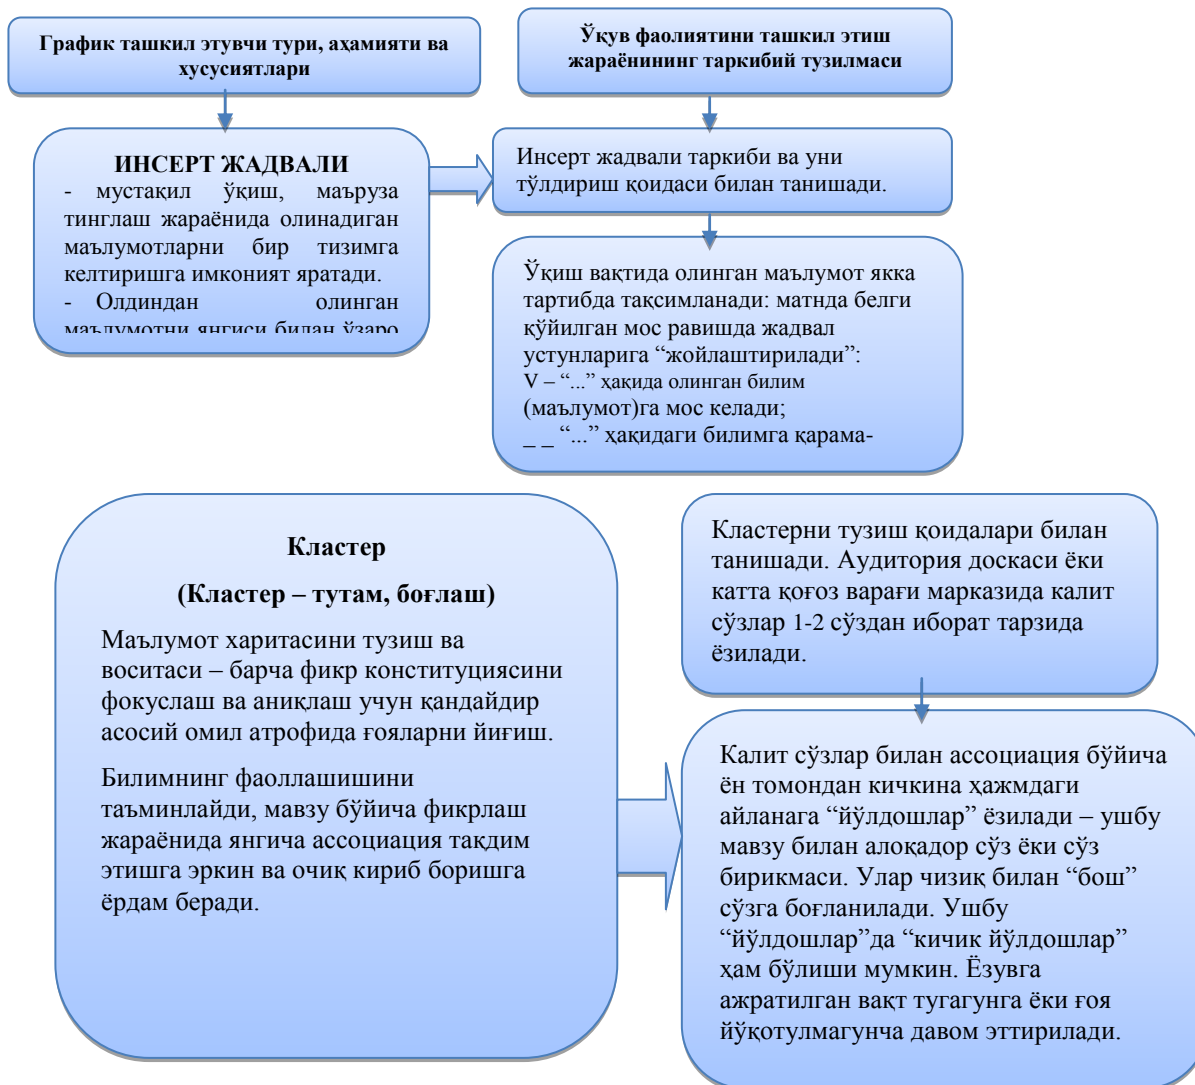 График ташкил этувчи тури, аҳамияти ва
хусусиятлари
Ўқув фаолиятини ташкил этиш
жараёнининг таркибий тузилмаси
ИНСЕРТ ЖАДВАЛИ
- мустақил ўқиш, маъруза
тинглаш жараёнида олинадиган
маълумотларни бир тизимга
келтиришга имконият яратади.
- Олдиндан олинган
маълумотни янгиси билан ўзаро
Инсерт жадвали таркиби ва уни
тўлдириш қоидаси билан танишади.
Ўқиш вақтида олинган маълумот якка
тартибда тақсимланади: матнда белги
қўйилган мос равишда жадвал
устунларига “жойлаштирилади”:
V – “...” ҳақида олинган билим
(маълумот)га мос келади;
_ _ “...” ҳақидаги билимга қарама-
Кластер
(Кластер – тутам, боғлаш)
Маълумот харитасини тузиш ва
воситаси – барча фикр конституциясини
фокуслаш ва аниқлаш учун қандайдир
асосий омил атрофида ғояларни йиғиш.
Билимнинг фаоллашишини
таъминлайди, мавзу бўйича фикрлаш
жараёнида янгича ассоциация тақдим
этишга эркин ва очиқ кириб боришга
ёрдам беради.
Кластерни тузиш қоидалари билан
танишади. Аудитория доскаси ёки
катта қоғоз варағи марказида калит
сўзлар 1-2 сўздан иборат тарзида
ёзилади.
Калит сўзлар билан ассоциация бўйича
ён томондан кичкина ҳажмдаги
айланага “йўлдошлар” ёзилади – ушбу
мавзу билан алоқадор сўз ёки сўз
бирикмаси. Улар чизиқ билан “бош”
сўзга боғланилади. Ушбу
“йўлдошлар”да “кичик йўлдошлар”
ҳам бўлиши мумкин. Ёзувга
ажратилган вақт тугагунга ёки ғоя
йўқотулмагунча давом эттирилади.